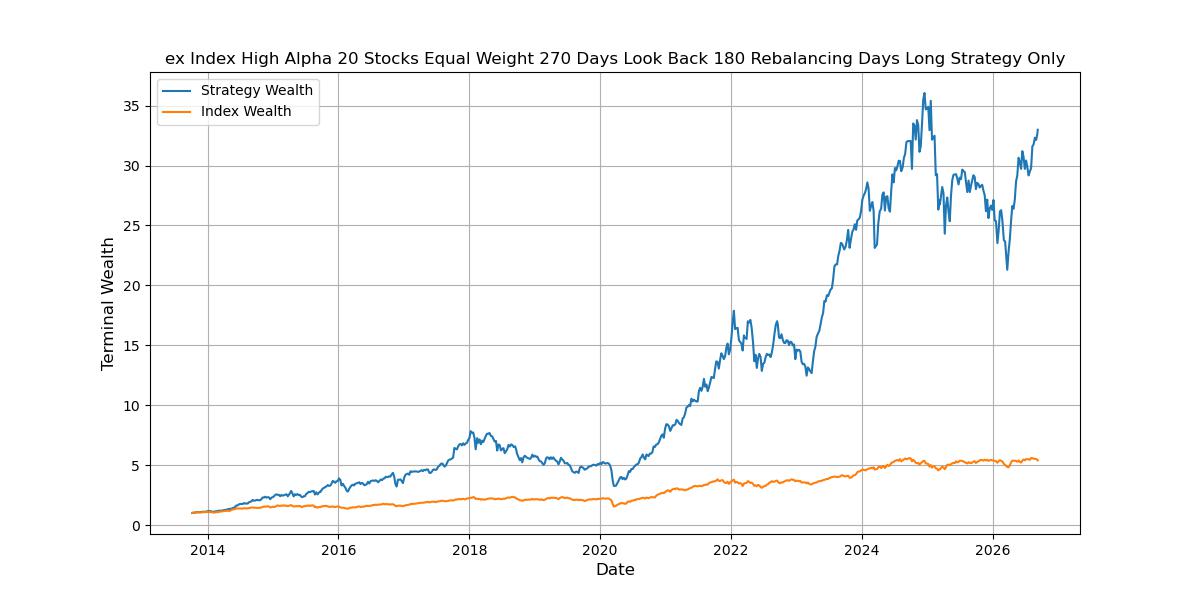 ex Index High Alpha 20 Stocks Equal Weight 270 Days Look Back 180 Rebalancing Days Long Strategy Only
Strategy Wealth
Index Wealth
35
30
25
20
15
10
5
0
Terminal Wealth
2014 2016 2018 2020 2022 2024 2026
Date